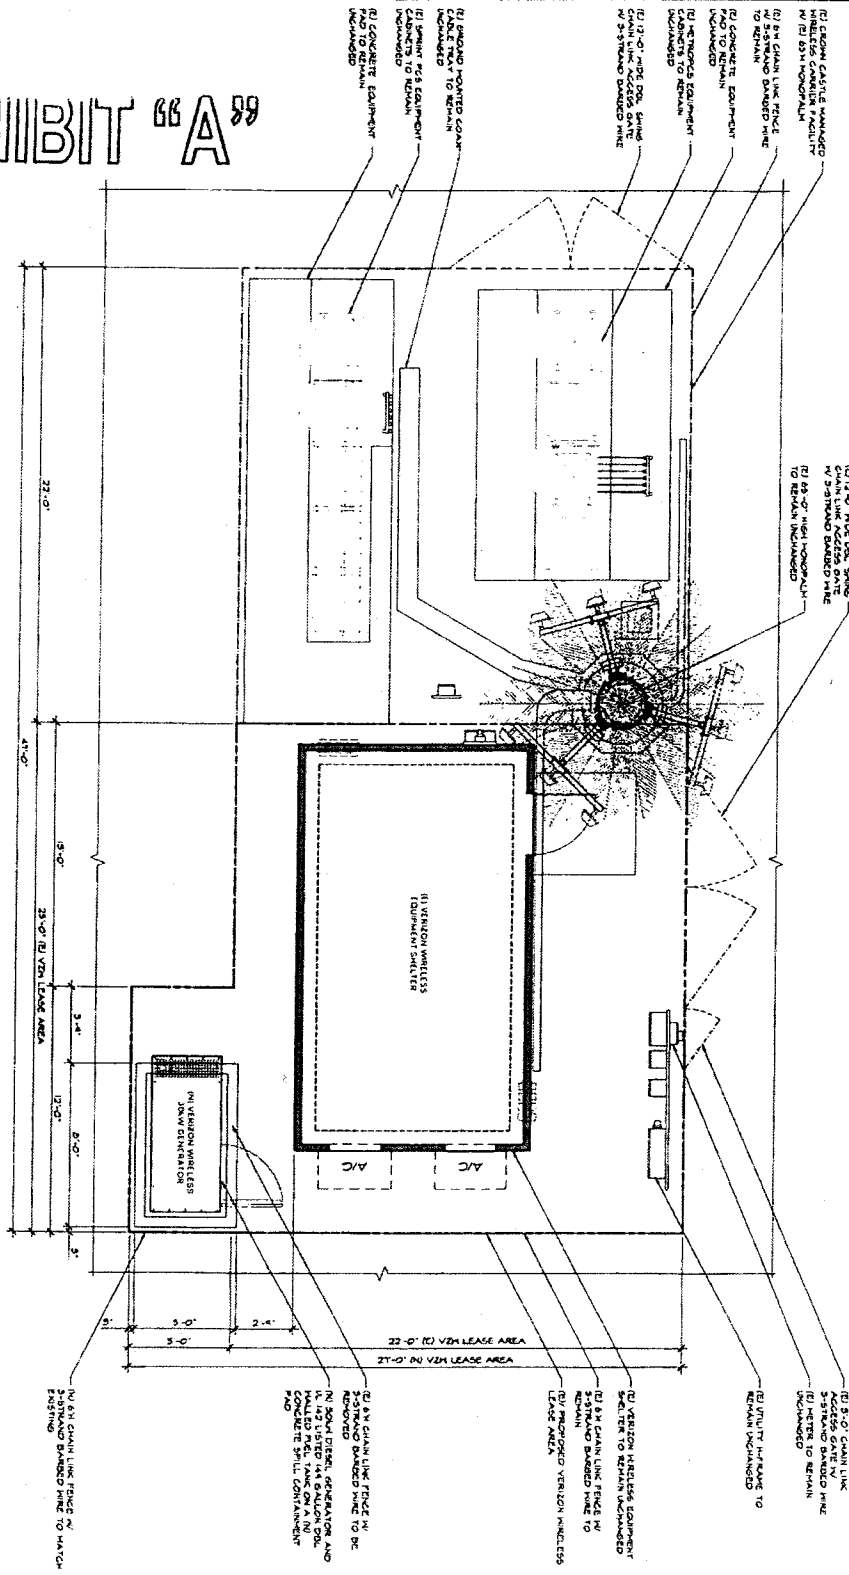 HIBIT “A”
(E) CROWN CASTLE MANAGED
WIRELESS CARRIER FACILITY
W/ (E) 65'H MONOPALM
(E) 6'H CHAIN LINK FENCE
W/ 3-STRAND BARBED WIRE
TO REMAIN
(E) CONCRETE EQUIPMENT
PAD TO REMAIN
UNCHANGED
(E) METROPCS EQUIPMENT
CABINETS TO REMAIN
UNCHANGED
(E) 12'-0" WIDE DBL SWING
CHAIN LINK ACCESS GATE
W/ 3-STRAND BARBED WIRE
(E) GROUND MOUNTED COAX
CABLE TRAY TO REMAIN
UNCHANGED
(E) SPRINT PCS EQUIPMENT
CABINETS TO REMAIN
UNCHANGED
(E) CONCRETE EQUIPMENT
PAD TO REMAIN
UNCHANGED
(E) 12'-0" WIDE DBL SWING
CHAIN LINK ACCESS GATE
W/ 3-STRAND BARBED WIRE
(E) 65'-0" HIGH MONOPALM
TO REMAIN UNCHANGED
(E) VERIZON WIRELESS
EQUIPMENT SHELTER
(N) VERIZON WIRELESS
30KW GENERATOR
A/C
A/C
22'-0"
47'-0"
13'-0"
25'-0" (E) VZW LEASE AREA
3'-4"
12'-0"
8'-0"
5"
5'-0"
2'-9"
5'-0"
22'-0" (E) VZW LEASE AREA
27'-0" (N) VZW LEASE AREA
(E) 5'-0" CHAIN LINK
ACCESS GATE W/
3-STRAND BARBED WIRE
(E) METER TO REMAIN
UNCHANGED
(E) UTILITY H-FRAME TO
REMAIN UNCHANGED
(E) VERIZON WIRELESS EQUIPMENT
SHELTER TO REMAIN UNCHANGED
(E) 6'H CHAIN LINK FENCE W/
3-STRAND BARBED WIRE TO
REMAIN
PROPOSED VERIZON WIRELESS
LEASE AREA
(E) 6'H CHAIN LINK FENCE W/
3-STRAND BARBED WIRE TO BE
REMOVED
(N) 30KW DIESEL GENERATOR AND
UL 142 LISTED 144 GALLON DBL
WALLED FUEL TANK ON A (N)
CONCRETE SPILL CONTAINMENT
PAD
(N) 6'H CHAIN LINK FENCE W/
3-STRAND BARBED WIRE TO MATCH
EXISTING